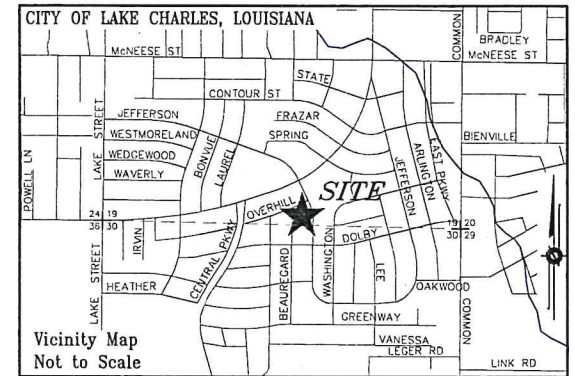 CITY OF LAKE CHARLES, LOUISIANA
McNEESE ST
COMMON
BRADLEY
McNEESE ST
STATE
CONTOUR ST
LAKE STREET
JEFFERSON
WESTMORELAND
WEDGEWOOD
WAVERLY
POWELL LN
BONVUE
LAUREL
FRAZAR
SPRING
JEFFERSON
ARLINGTON
EAST PKWY
BIENVILLE
OVERHILL
SITE
24 19
36 30
19 20
30 29
IRVIN
CENTRAL PKWY
BEAUREGARD
WASHINGTON
DOLBY
LEE
LAKE STREET
HEATHER
OAKWOOD
GREENWAY
COMMON
VANESSA
LEGER RD
LINK RD
Vicinity Map
Not to Scale